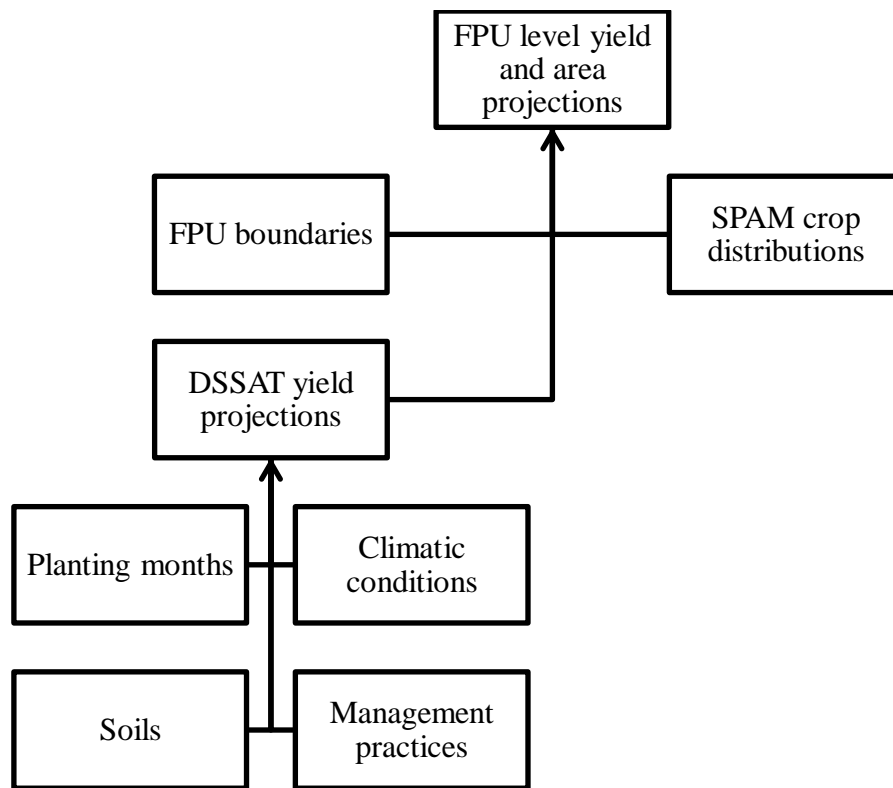 FPU level yield
and area
projections
FPU boundaries
SPAM crop
distributions
DSSAT yield
projections
Planting months
Climatic
conditions
Soils
Management
practices